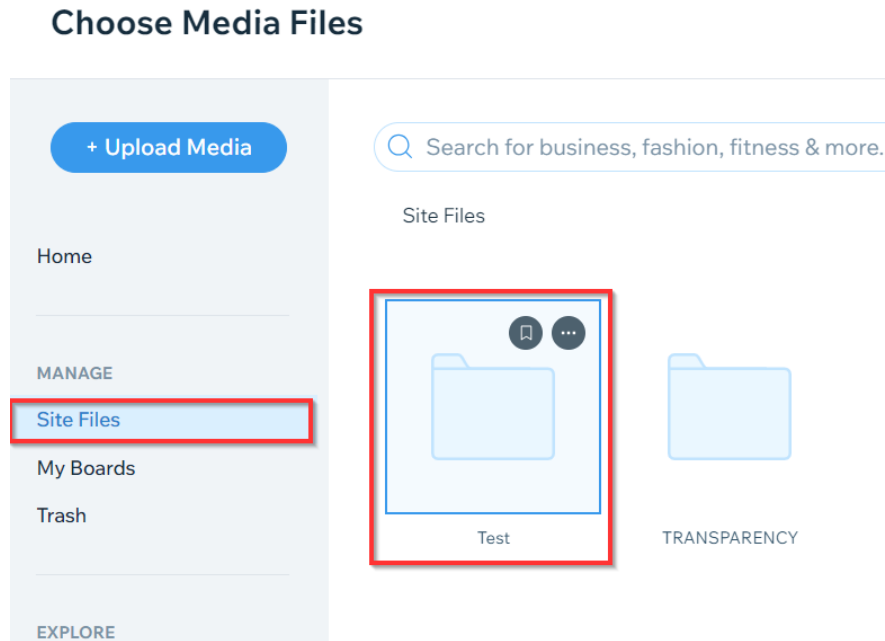 Choose Media Files
+ Upload Media
Search for business, fashion, fitness & more.
Site Files
Home
MANAGE
Site Files
My Boards
Trash
EXPLORE
Test
TRANSPARENCY